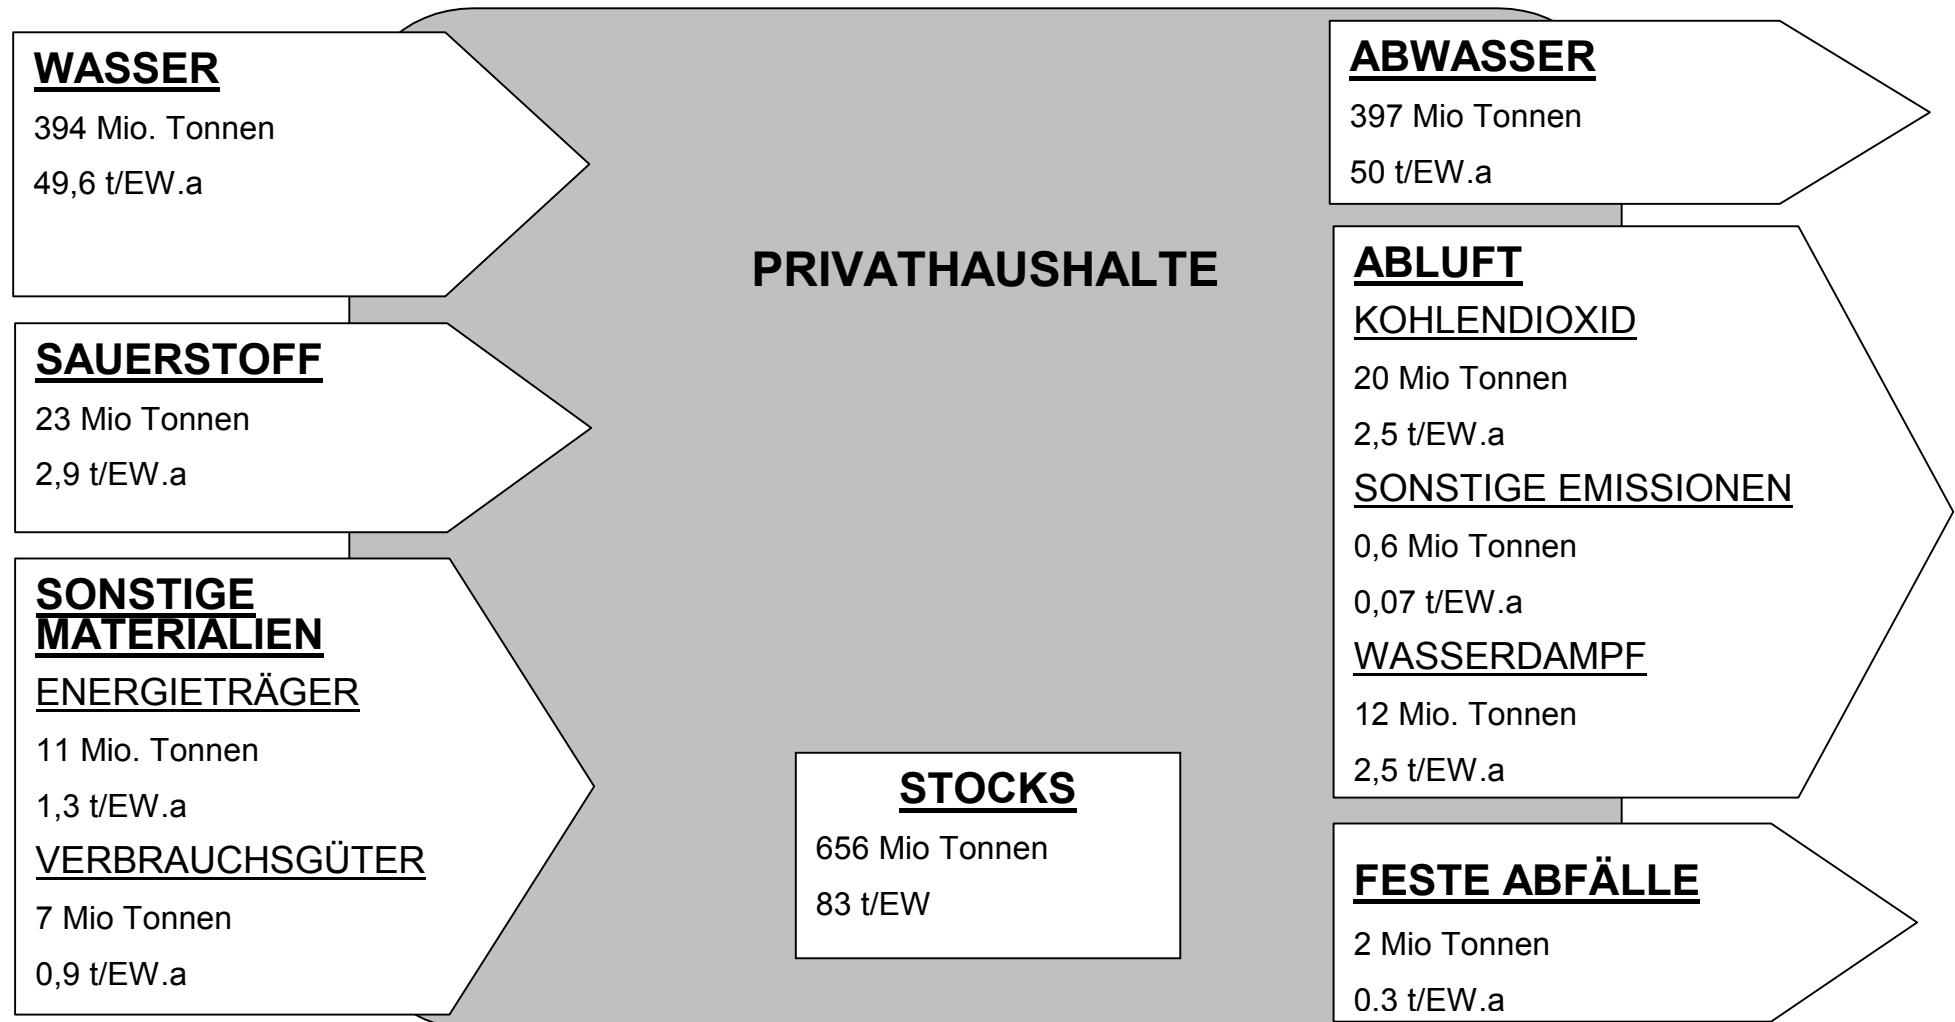 WASSER
394 Mio. Tonnen
49,6 t/EW.a
SAUERSTOFF
23 Mio Tonnen
2,9 t/EW.a
SONSTIGE
MATERIALIEN
ENERGIETRÄGER
11 Mio. Tonnen
1,3 t/EW.a
VERBRAUCHSGÜTER
7 Mio Tonnen
0,9 t/EW.a
PRIVATHAUSHALTE
STOCKS
656 Mio Tonnen
83 t/EW
ABWASSER
397 Mio Tonnen
50 t/EW.a
ABLUFT
KOHLENDIOXID
20 Mio Tonnen
2,5 t/EW.a
SONSTIGE EMISSIONEN
0,6 Mio Tonnen
0,07 t/EW.a
WASSERDAMPF
12 Mio. Tonnen
2,5 t/EW.a
FESTE ABFÄLLE
2 Mio Tonnen
0.3 t/EW.a